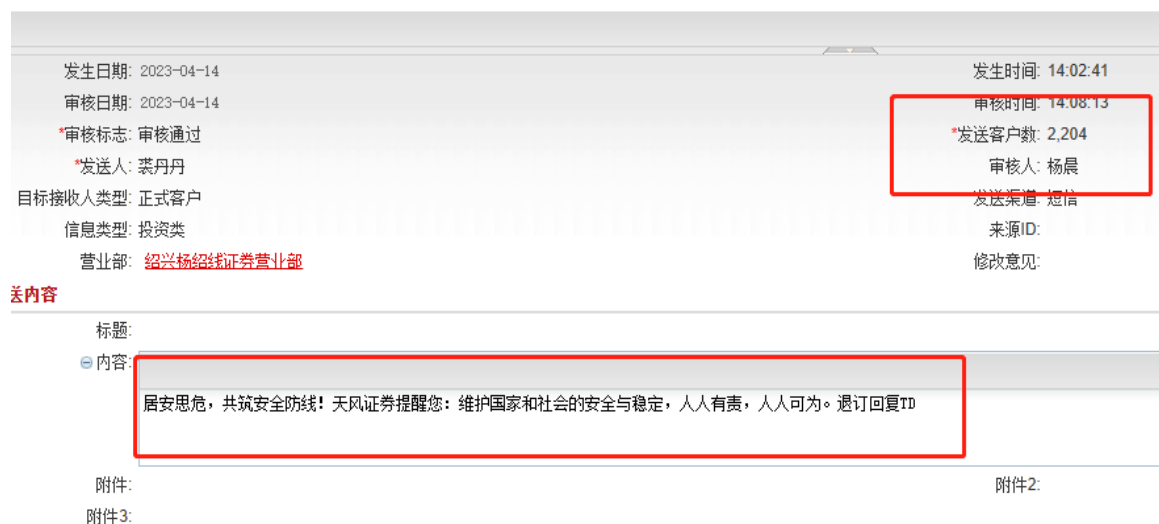 发生日期: 2023-04-14 发生时间: 14:02:41
审核日期: 2023-04-14 审核时间: 14:08:13
*审核标志: 审核通过 *发送客户数: 2,204
*发送人: 裘丹丹 审核人: 杨晨
目标接收人类型: 正式客户 发送渠道: 短信
信息类型: 投资类 来源ID:
营业部: 绍兴杨绍线证券营业部 修改意见:
送内容
标题:
内容:
居安思危，共筑安全防线！天风证券提醒您：维护国家和社会的安全与稳定，人人有责，人人可为。退订回复TD
附件: 附件2:
附件3: